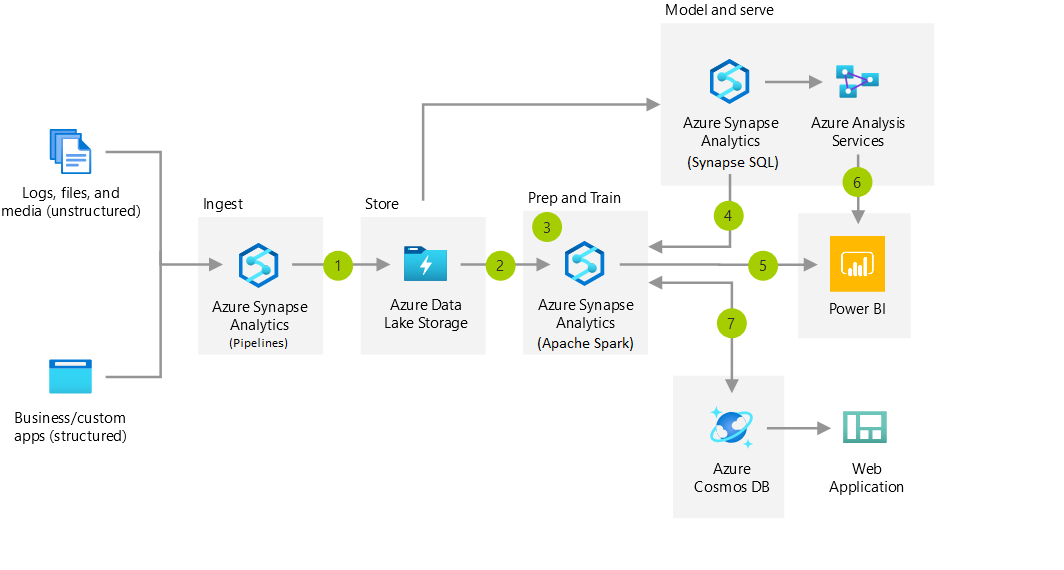 Model and serve
Azure Synapse
Analytics
(Synapse SQL)
Azure Analysis
Services
Logs, files, and
media (unstructured)
Ingest
Store
Prep and Train
3
4
6
Azure Synapse
Analytics
(Pipelines)
1
Azure Data
Lake Storage
2
Azure Synapse
Analytics
(Apache Spark)
5
Power BI
7
Business/custom
apps (structured)
Azure
Cosmos DB
Web
Application